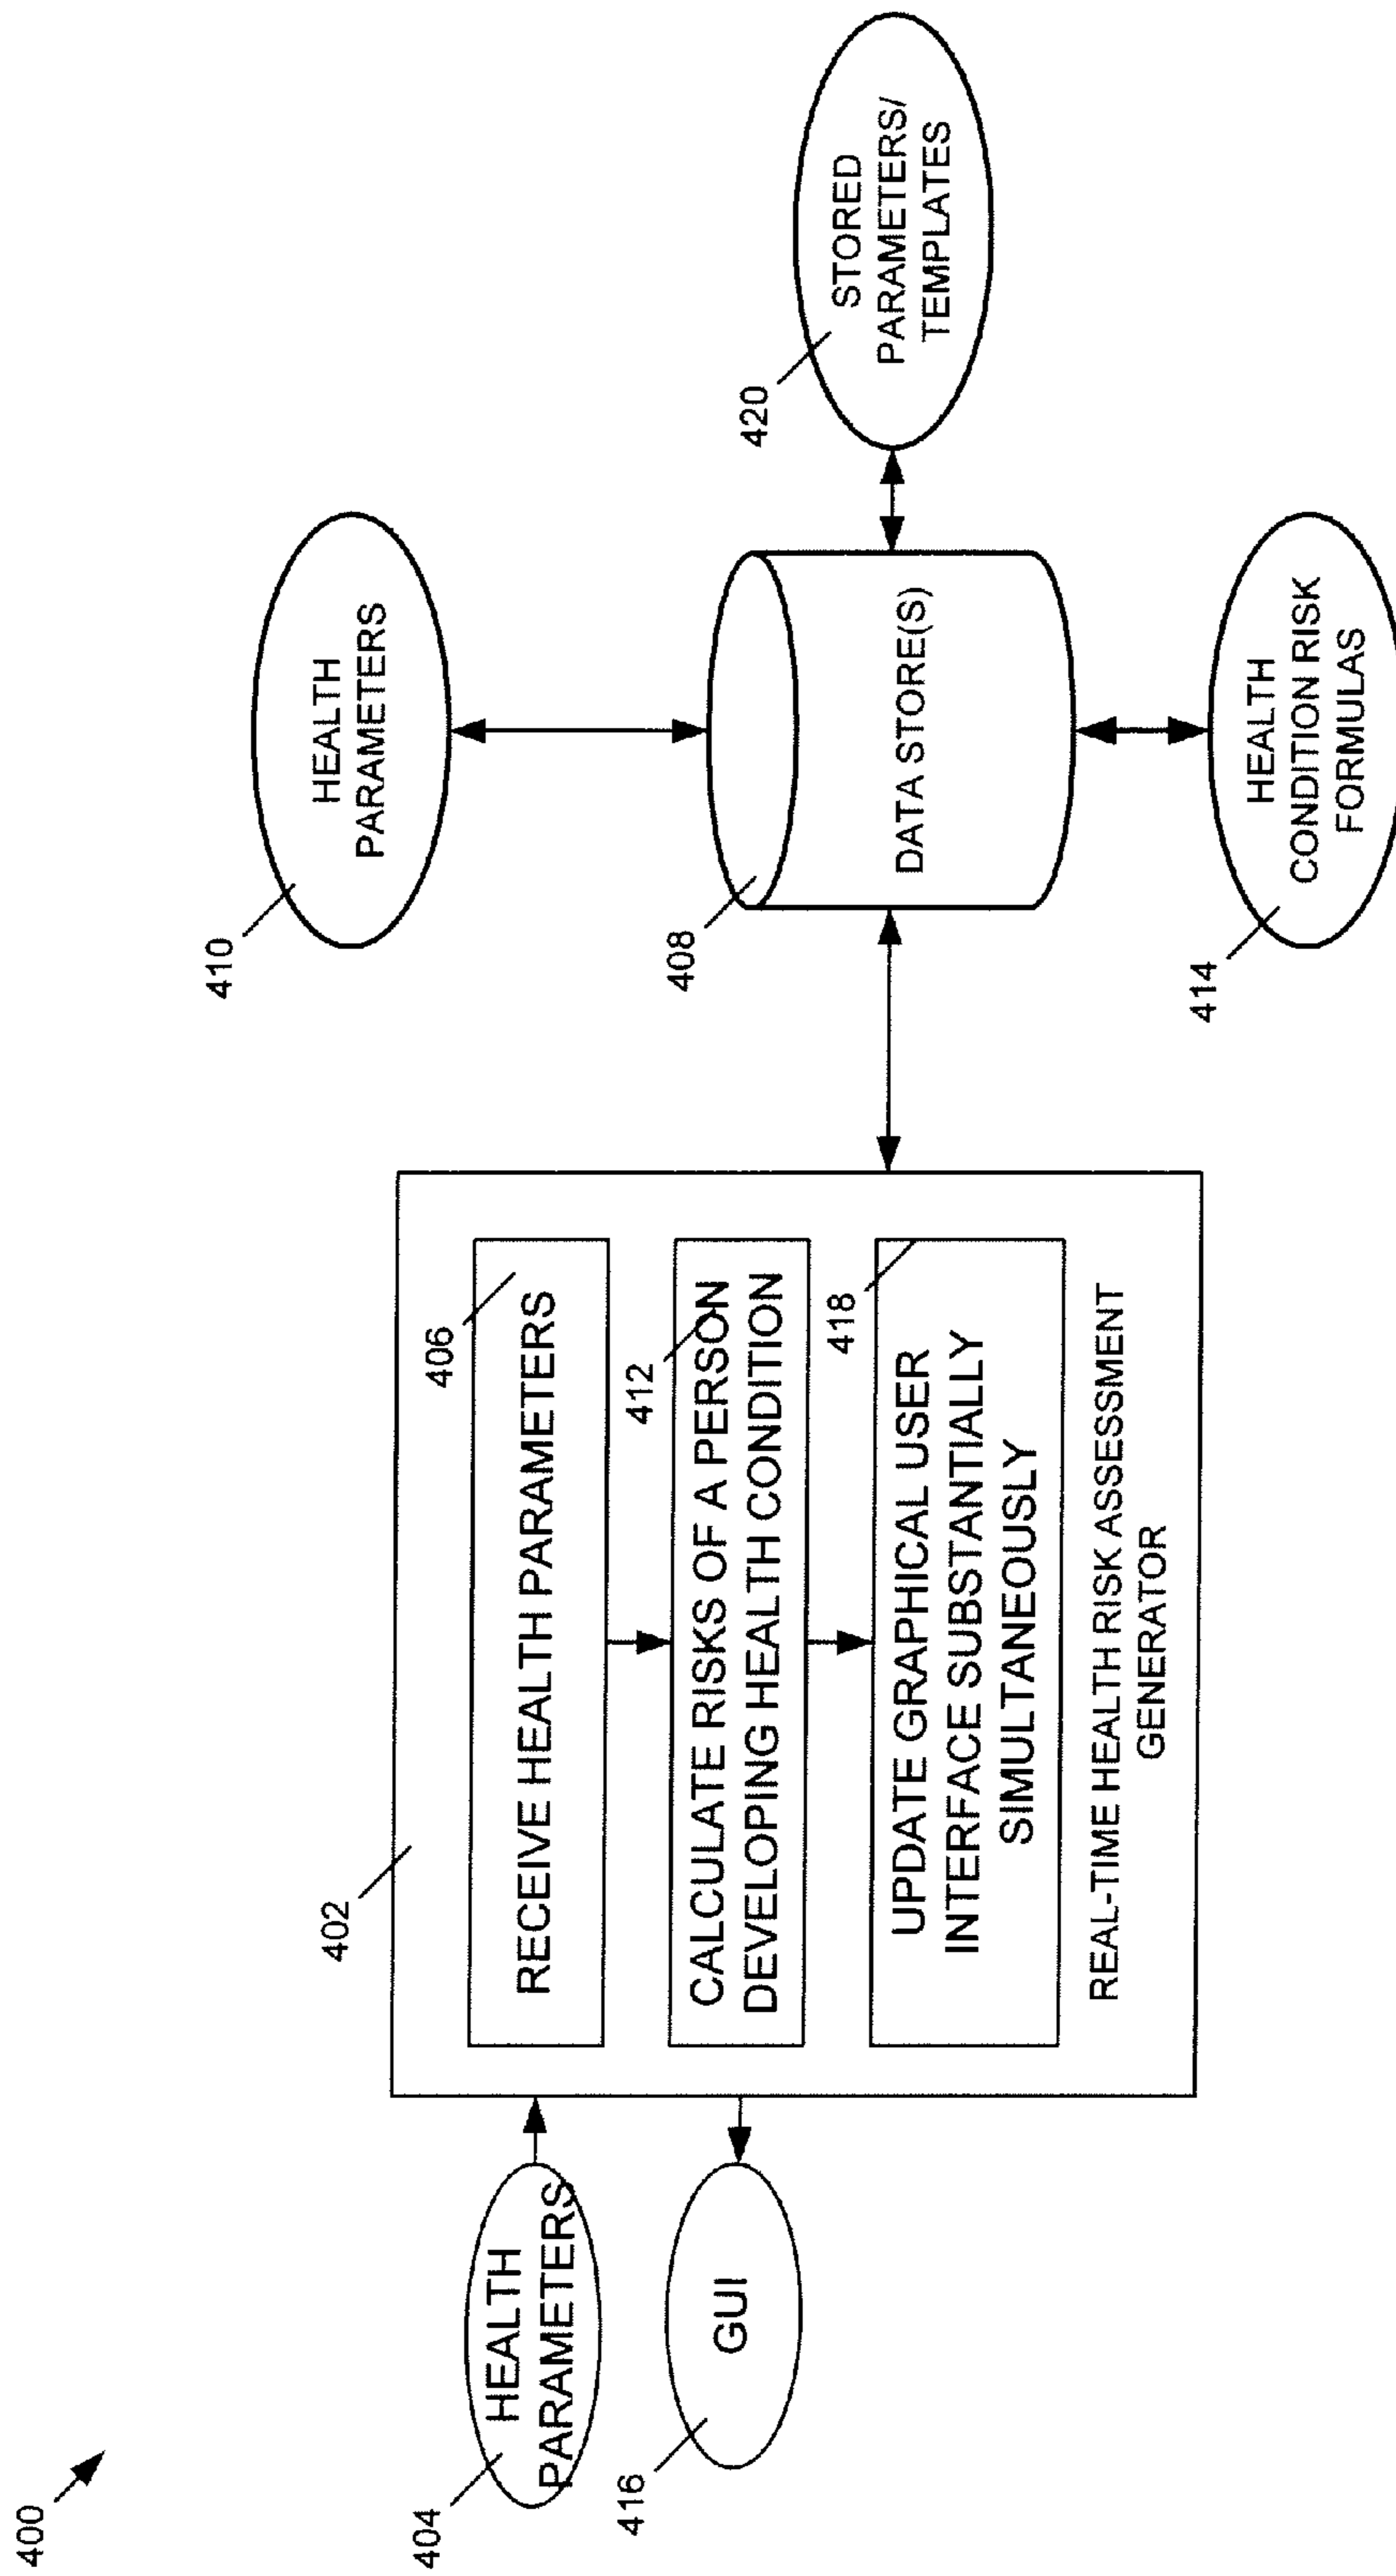 400
402
404
HEALTH
PARAMETERS
406
RECEIVE HEALTH PARAMETERS
412
CALCULATE RISKS OF A PERSON
DEVELOPING HEALTH CONDITION
416
GUI
418
UPDATE GRAPHICAL USER
INTERFACE SUBSTANTIALLY
SIMULTANEOUSLY
REAL-TIME HEALTH RISK ASSESSMENT
GENERATOR
410
HEALTH
PARAMETERS
408
DATA STORE(S)
420
STORED
PARAMETERS/
TEMPLATES
414
HEALTH
CONDITION RISK
FORMULAS